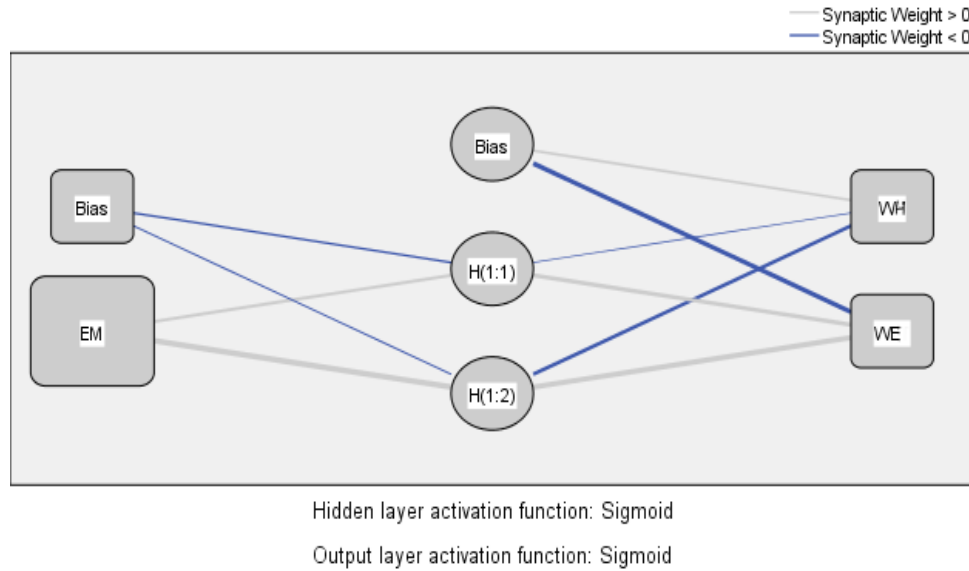 Synaptic Weight > 0
Synaptic Weight < 0
Bias
Bias
WH
H(1:1)
EM
WE
H(1:2)
Hidden layer activation function: Sigmoid
Output layer activation function: Sigmoid